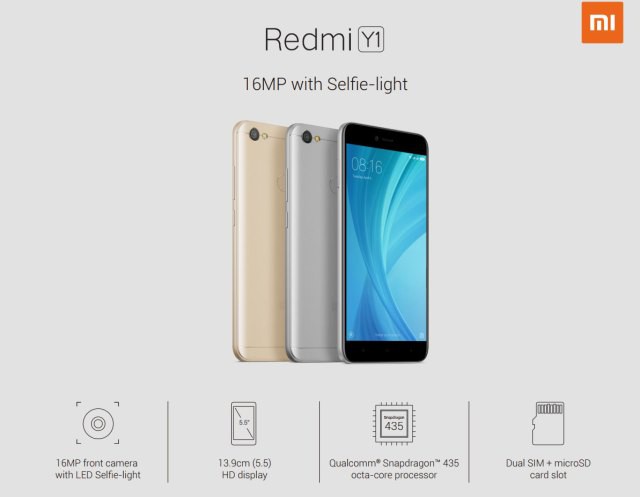 mi
Redmi Y1
16MP with Selfie-light
08:16
5.5"
Snapdragon
435
16MP front camera
with LED Selfie-light
13.9cm (5.5)
HD display
Qualcomm® Snapdragon™ 435
octa-core processor
Dual SIM + microSD
card slot